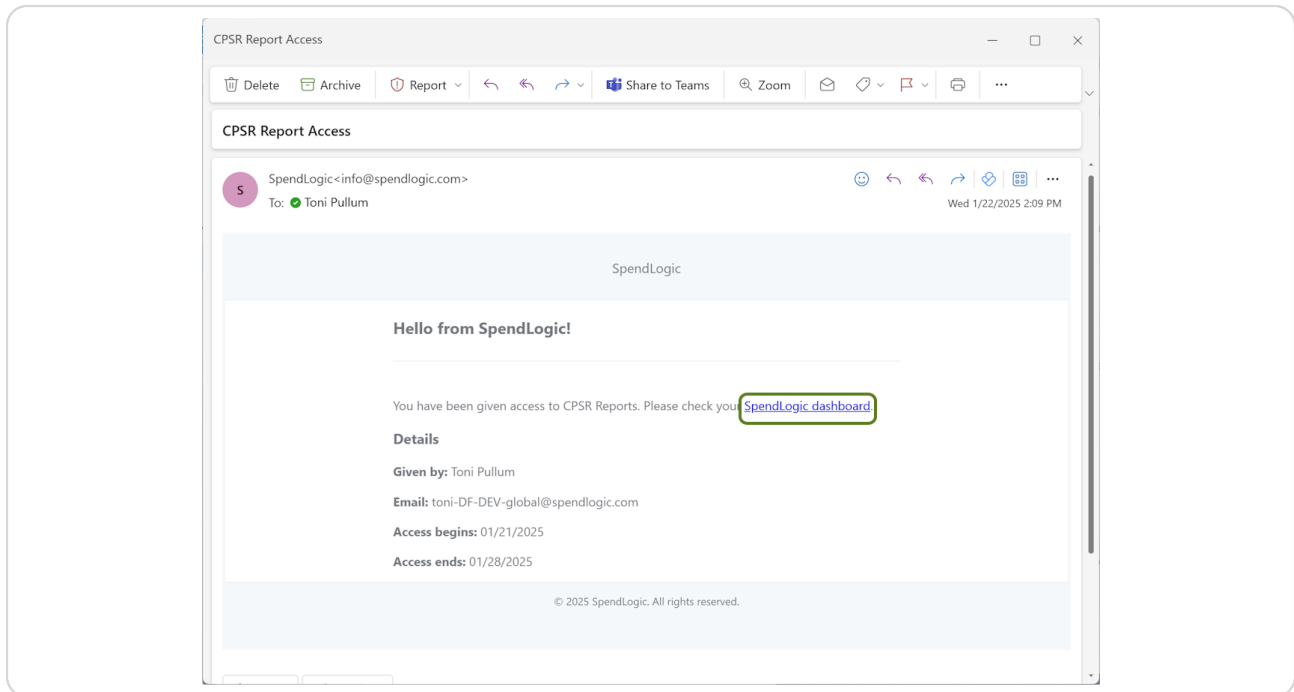 CPSR Report Access
Delete Archive Report Share to Teams Zoom
CPSR Report Access
S
SpendLogic<info@spendlogic.com>
To: Toni Pullum
Wed 1/22/2025 2:09 PM
SpendLogic
Hello from SpendLogic!
You have been given access to CPSR Reports. Please check your SpendLogic dashboard.
Details
Given by: Toni Pullum
Email: toni-DF-DEV-global@spendlogic.com
Access begins: 01/21/2025
Access ends: 01/28/2025
© 2025 SpendLogic. All rights reserved.